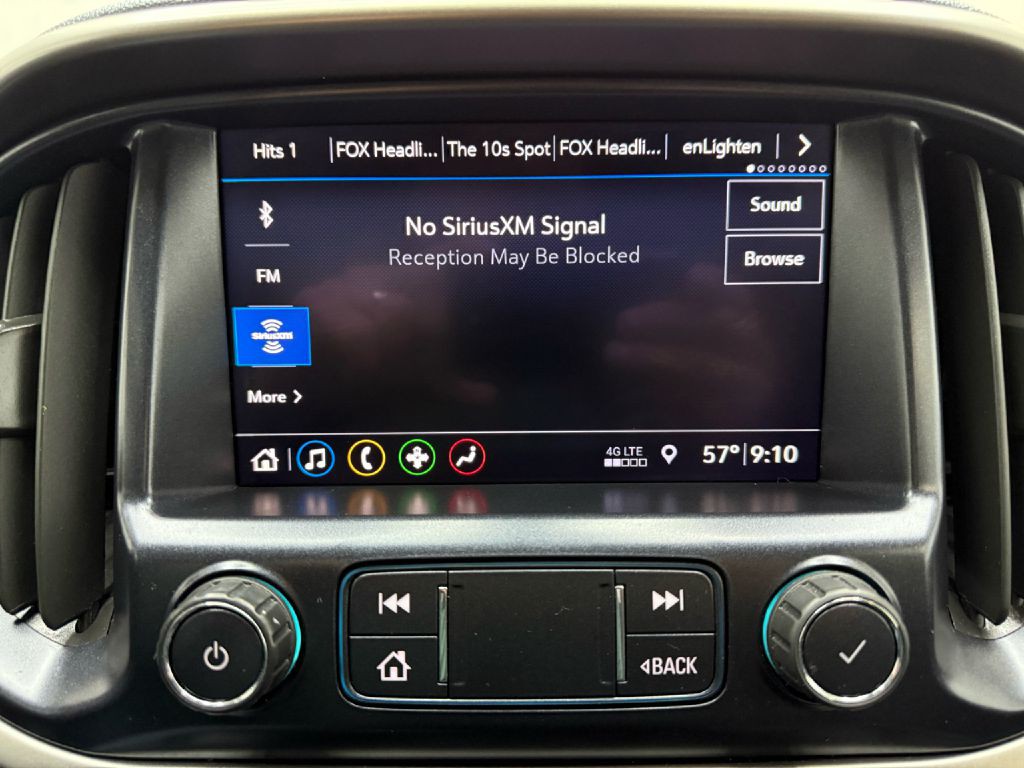 Hits 1 | FOX Headli... | The 10s Spot | FOX Headli... | enLighten
Sound
No SiriusXM Signal
Reception May Be Blocked
Browse
FM
SiriusXM
More
4G LTE
57° | 9:10
BACK